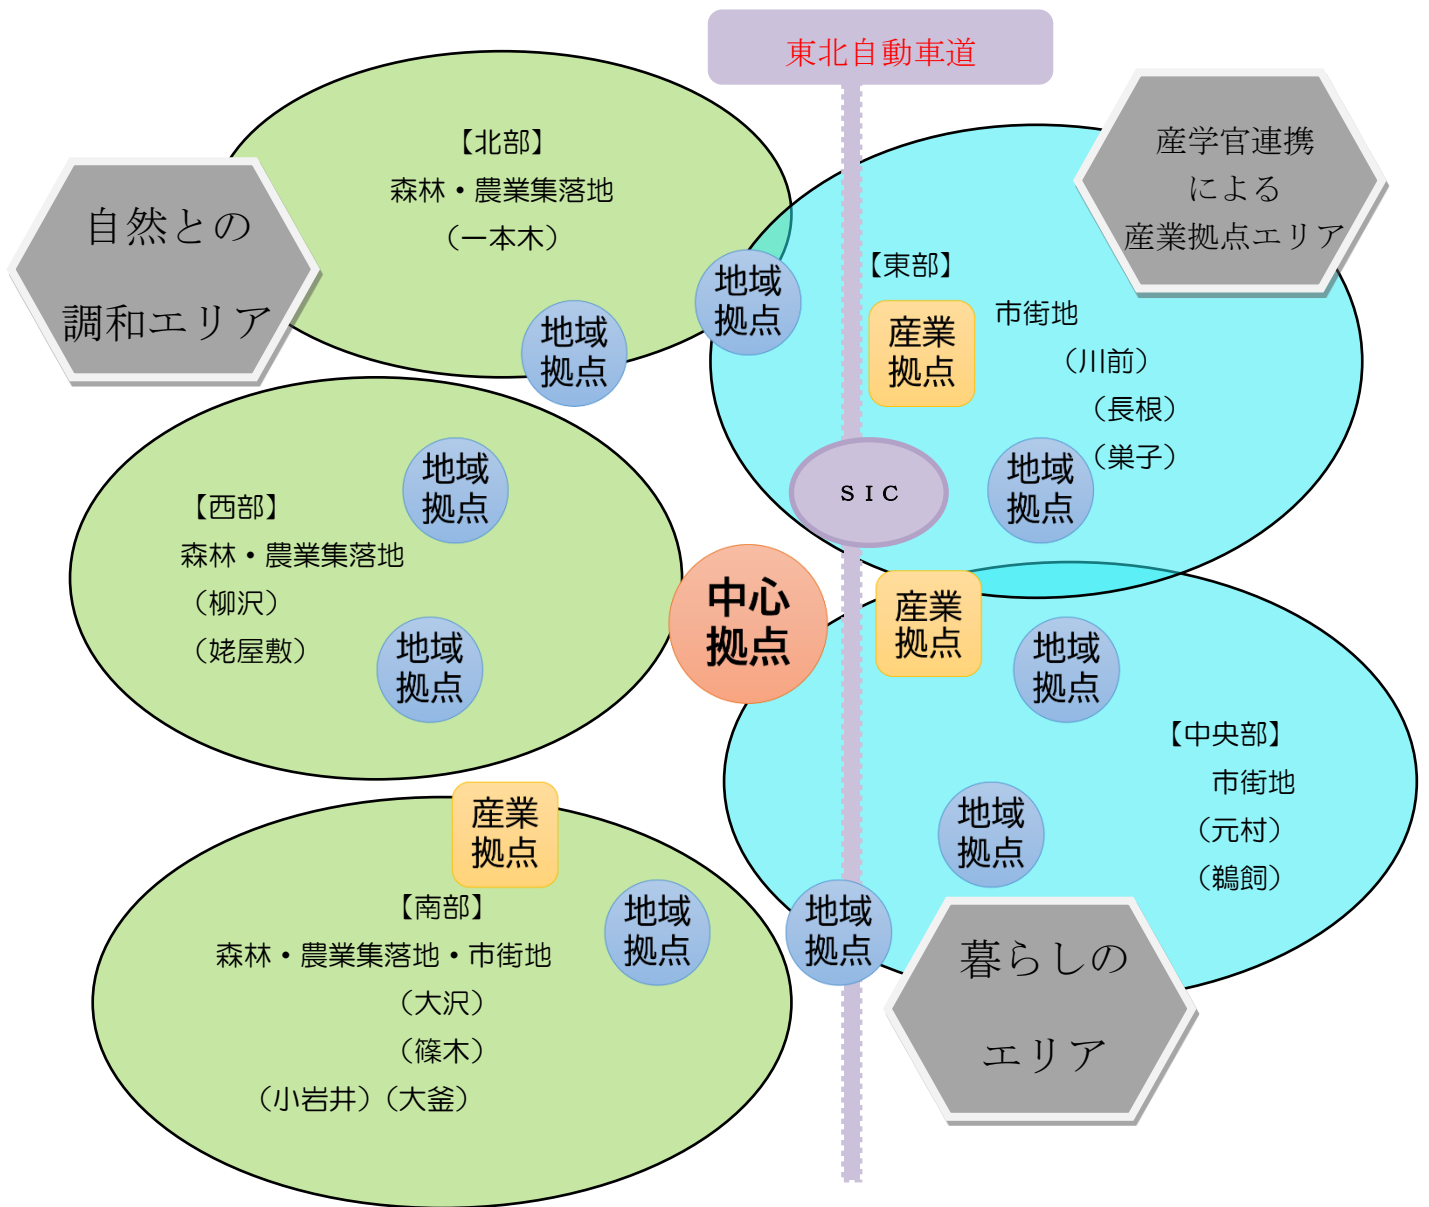 東北自動車道
産学官連携
による
産業拠点エリア
自然との
調和エリア
【北部】
森林・農業集落地
（一本木）
地域
拠点
地域
拠点
【東部】
市街地
（川前）
（長根）
（巣子）
産業
拠点
地域
拠点
ＳＩＣ
【西部】
森林・農業集落地
（柳沢）
（姥屋敷）
地域
拠点
地域
拠点
中心
拠点
産業
拠点
地域
拠点
【中央部】
市街地
（元村）
（鵜飼）
地域
拠点
地域
拠点
暮らしの
エリア
産業
拠点
【南部】
森林・農業集落地・市街地
（大沢）
（篠木）
（小岩井）（大釜）
地域
拠点